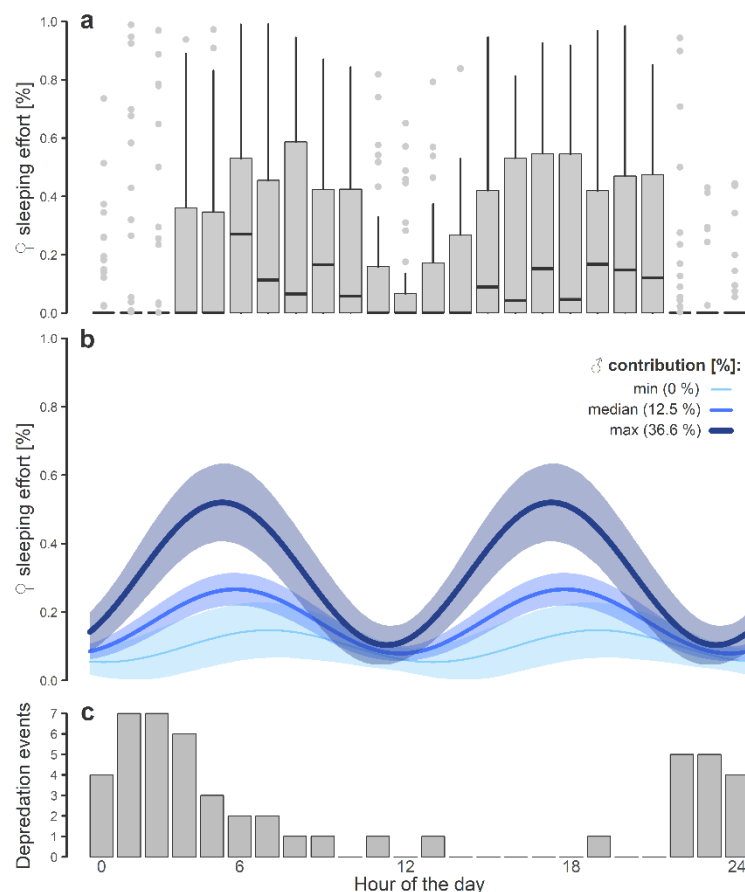 a
♀ sleeping effort [%]
1.0
0.8
0.6
0.4
0.2
0.0
b
♀ sleeping effort [%]
1.0
0.8
0.6
0.4
0.2
0.0
♂ contribution [%]:
min (0 %)
median (12.5 %)
max (36.6 %)
c
Depredation events
7
6
5
4
3
2
1
0
0 6 12 18 24
Hour of the day